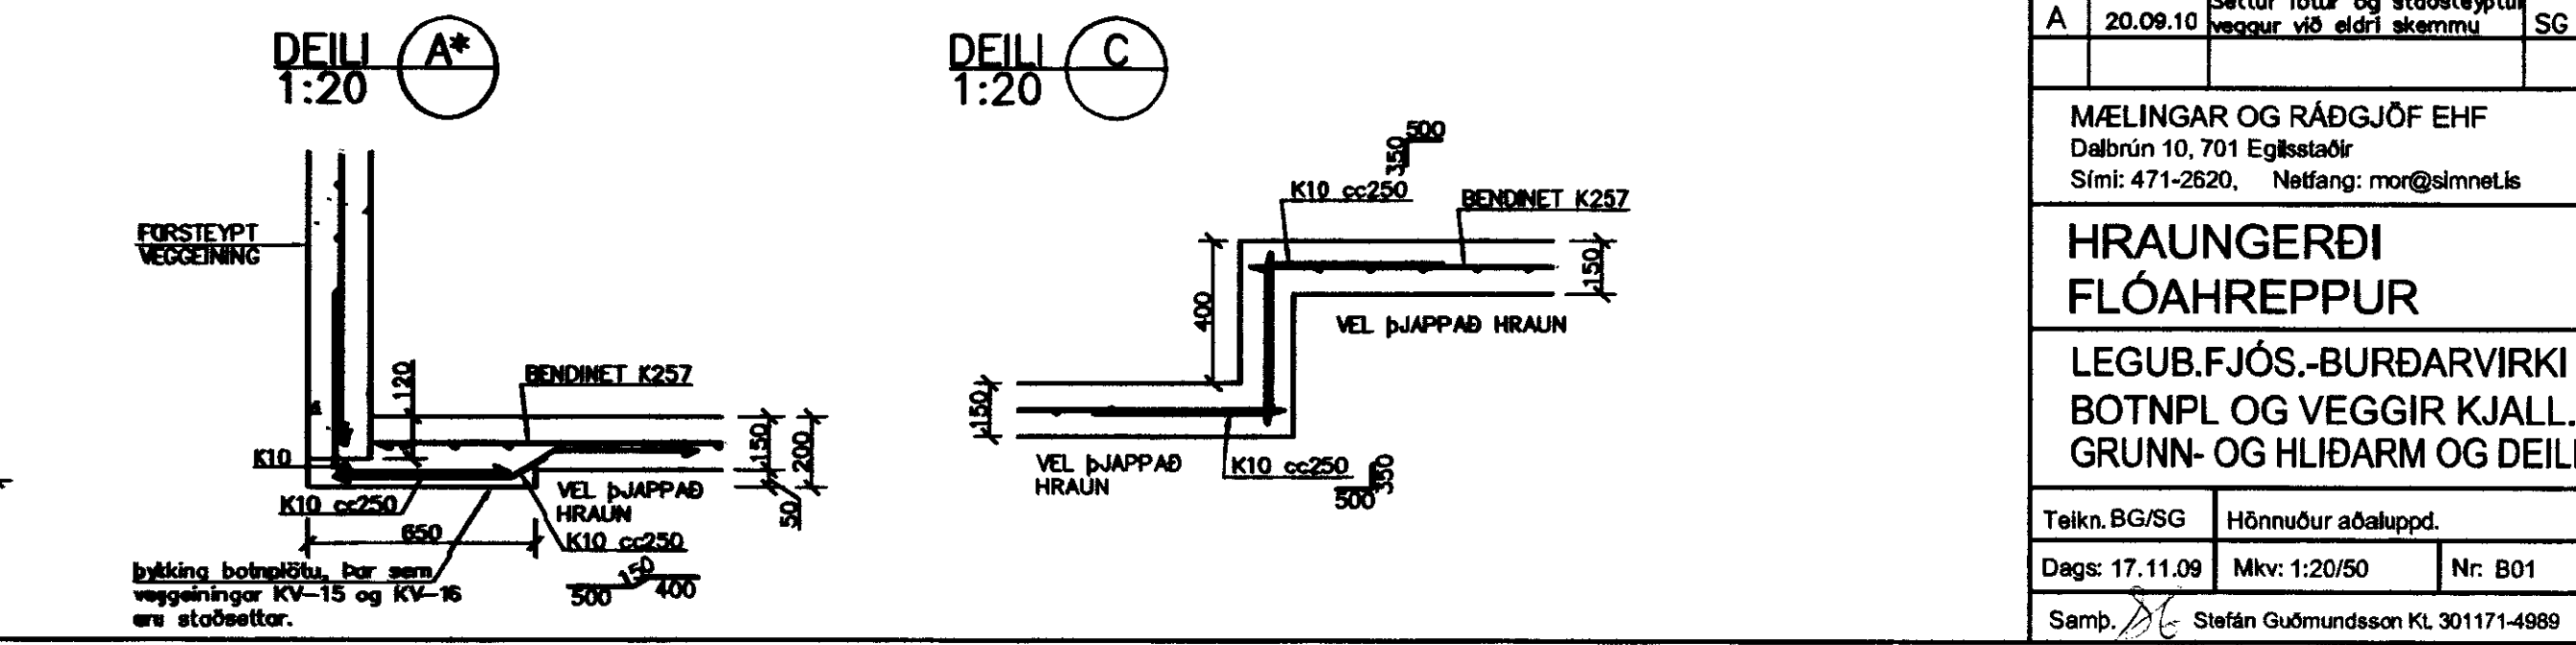 DEILI A*
1:20
FORSTEYPT
VEGGEINING
120
BENDINET K257
150
200
50
K10
K10 cc250
VEL ÞJAPPAÐ
HRAUN
650
K10 cc250
500 150 400
Þykking botnplötu, Þar sem
veggeiningar KV-15 og KV-16
eru staðsettar.
DEILI C
1:20
500
350
K10 cc250
BENDINET K257
400
150
VEL ÞJAPPAÐ HRAUN
150
VEL ÞJAPPAÐ
HRAUN
K10 cc250
350
500
A 20.09.10 Settur fótur og staðsteyptur SG
veggur við eldri skemmu
MÆLINGAR OG RÁÐGJÖF EHF
Dalbrún 10, 701 Egilsstaðir
Sími: 471-2620, Netfang: mor@simnet.is
HRAUNGERÐI
FLÓAHREPPUR
LEGUB.FJÓS.-BURÐARVIRKI
BOTNPL OG VEGGIR KJALL.
GRUNN- OG HLIÐARM OG DEILI
Teikn. BG/SG Hönnuður aðaluppd.
Dags: 17.11.09 Mkv: 1:20/50 Nr: B01
Samþ. Stefán Guðmundsson Kt. 301171-4989